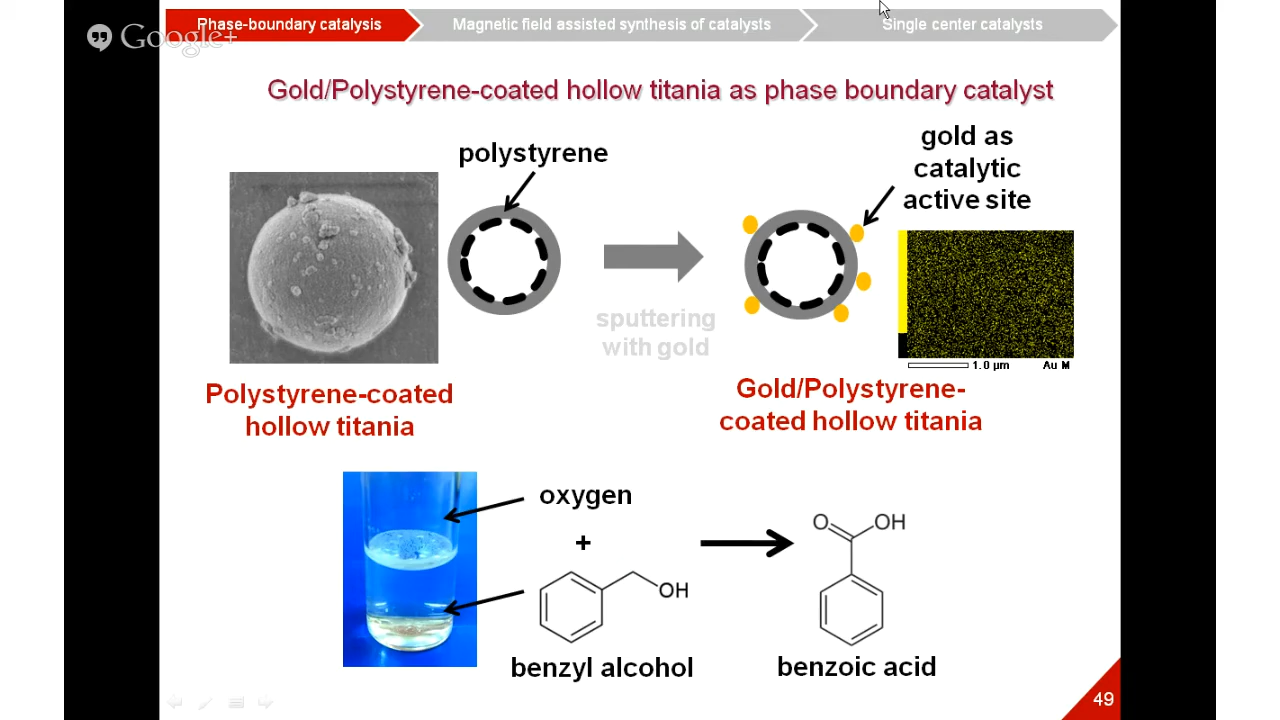 Phase-boundary catalysis
Magnetic field assisted synthesis of catalysts
Single center catalysts
Google+
Gold/Polystyrene-coated hollow titania as phase boundary catalyst
polystyrene
gold as
catalytic
active site
sputtering
with gold
1.0 µm
Au M
Polystyrene-coated
hollow titania
Gold/Polystyrene-
coated hollow titania
oxygen
+
OH
benzyl alcohol
O
OH
benzoic acid
49